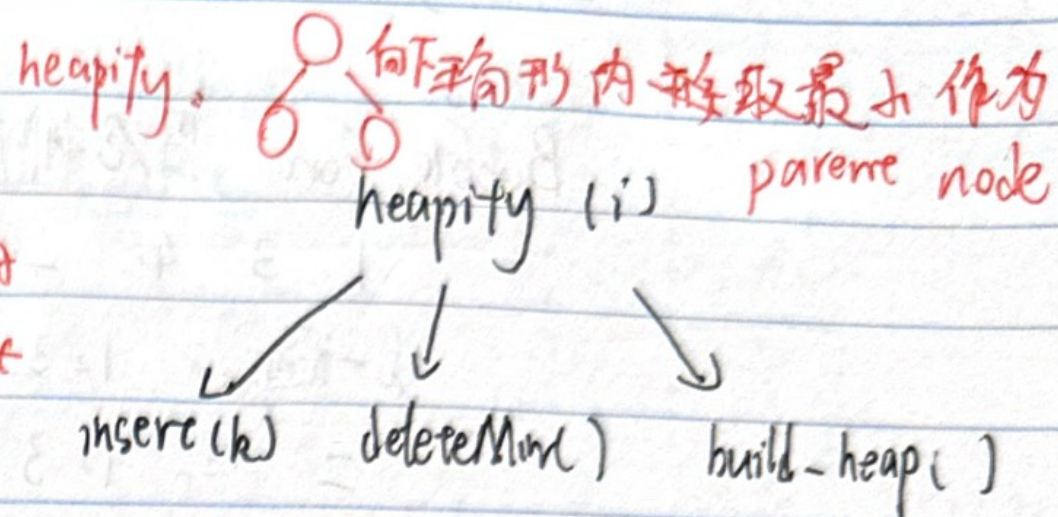 heapify. 向下三角形内 取最小作为
parent node
heapify (i)
insert(k) deleteMin() build-heap( )